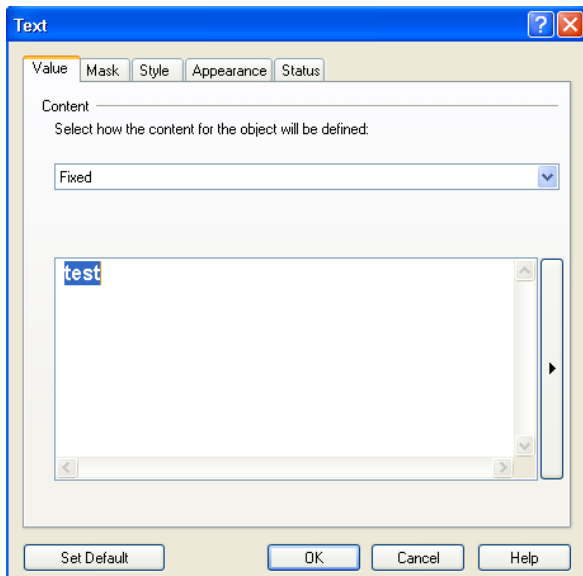 Text
Value Mask Style Appearance Status
Content
Select how the content for the object will be defined:
Fixed
test
Set Default OK Cancel Help